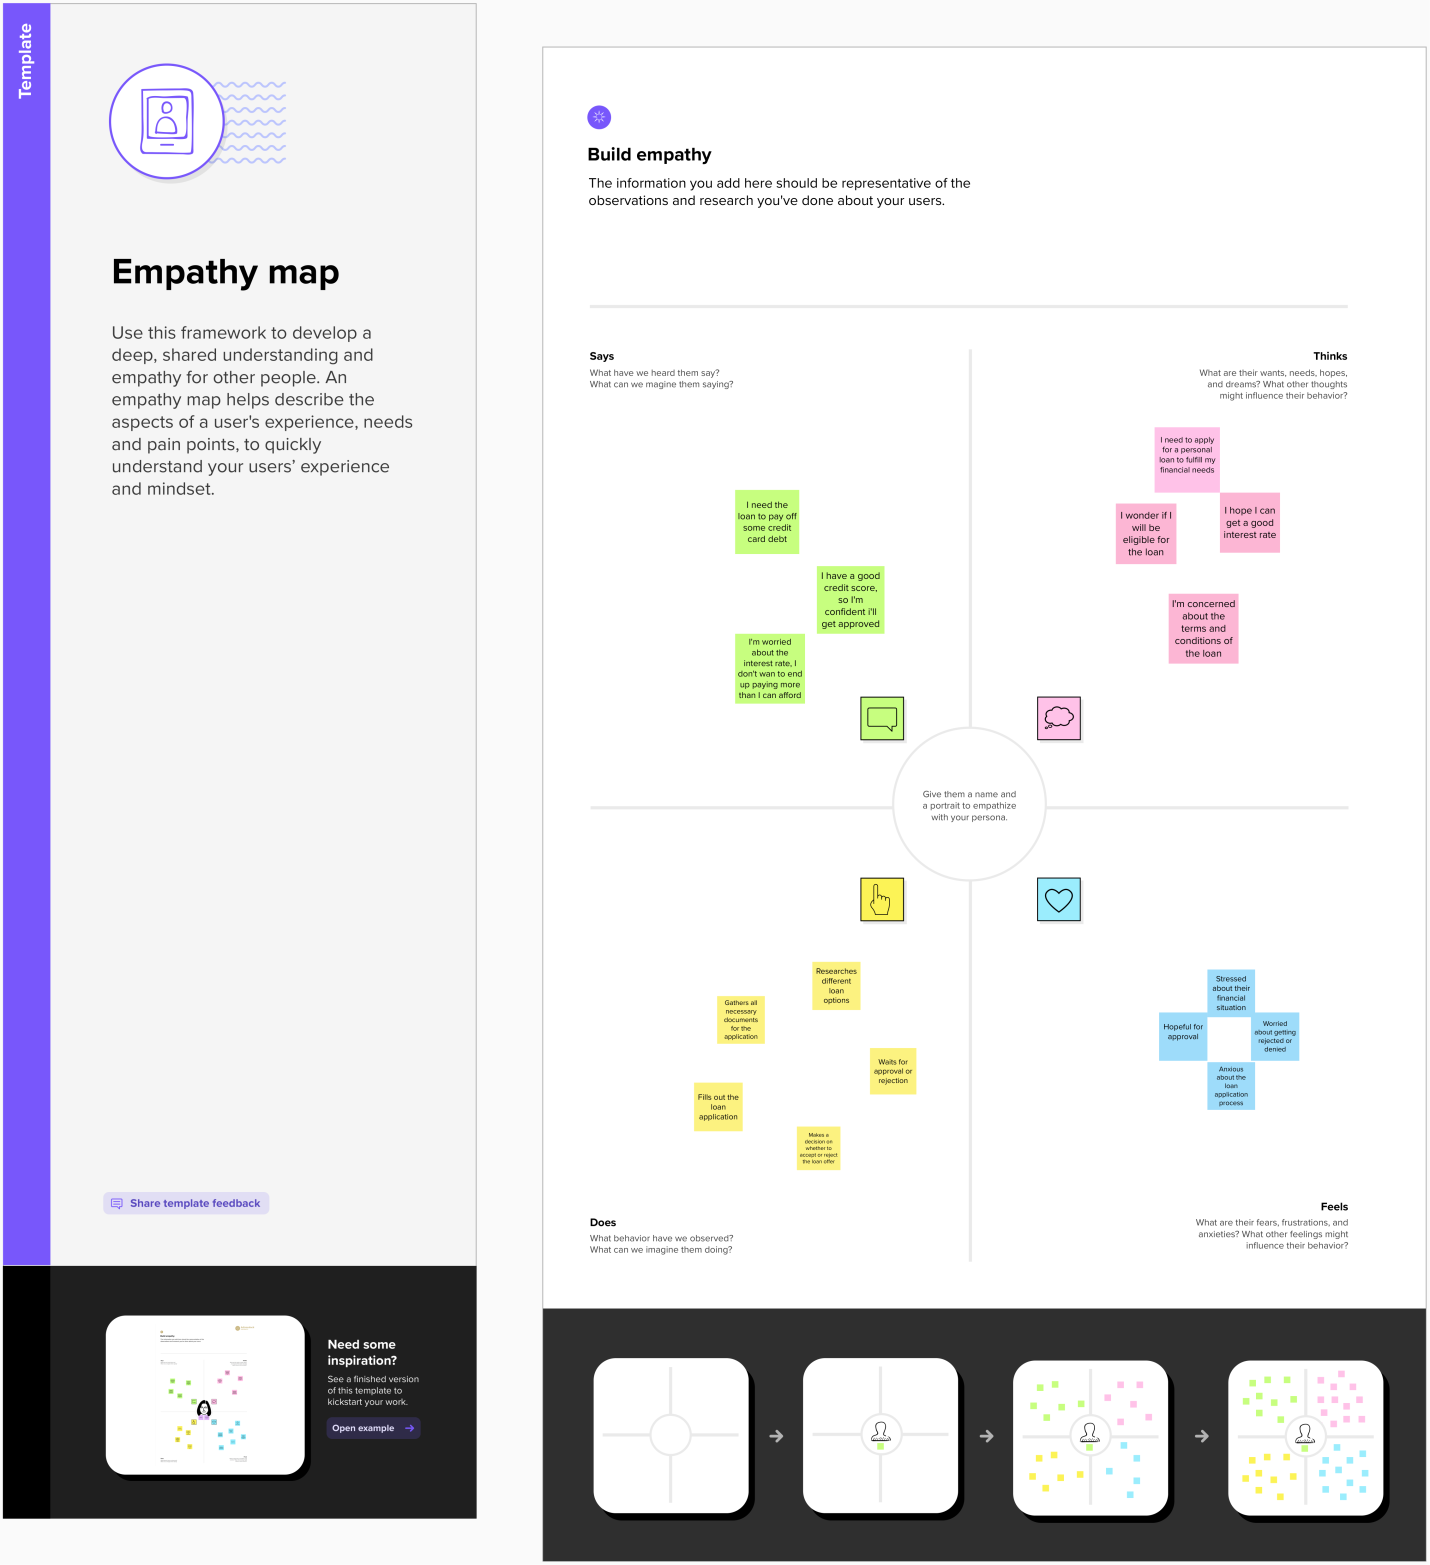 Template
Empathy map
Use this framework to develop a
deep, shared understanding and
empathy for other people. An
empathy map helps describe the
aspects of a user's experience, needs
and pain points, to quickly
understand your users’ experience
and mindset.
Share template feedback
Need some
inspiration?
See a finished version
of this template to
kickstart your work.
Open example
Build empathy
The information you add here should be representative of the
observations and research you've done about your users.
Says
What have we heard them say?
What can we magine them saying?
I need the
loan to pay off
some credit
card debt
I have a good
credit score,
so I'm
confident i'll
get approved
I'm worried
about the
interest rate, I
don't wan to end
up paying more
than I can afford
Thinks
What are their wants, needs, hopes,
and dreams? What other thoughts
might influence their behavior?
I need to apply
for a personal
loan to fulfill my
financial needs
I wonder if I
will be
eligible for
the loan
I hope I can
get a good
interest rate
I'm concerned
about the
terms and
conditions of
the loan
Give them a name and
a portrait to empathize
with your persona.
Researches
different
loan
options
Gathers all
necessary
documents
for the
application
Waits for
approval or
rejection
Fills out the
loan
application
Makes a
decision on
whether to
accept or reject
the loan offer
Does
What behavior have we observed?
What can we imagine them doing?
Stressed
about their
financial
situation
Hopeful for
approval
Worried
about getting
rejected or
denied
Anxious
about the
loan
application
process
Feels
What are their fears, frustrations, and
anxieties? What other feelings might
influence their behavior?